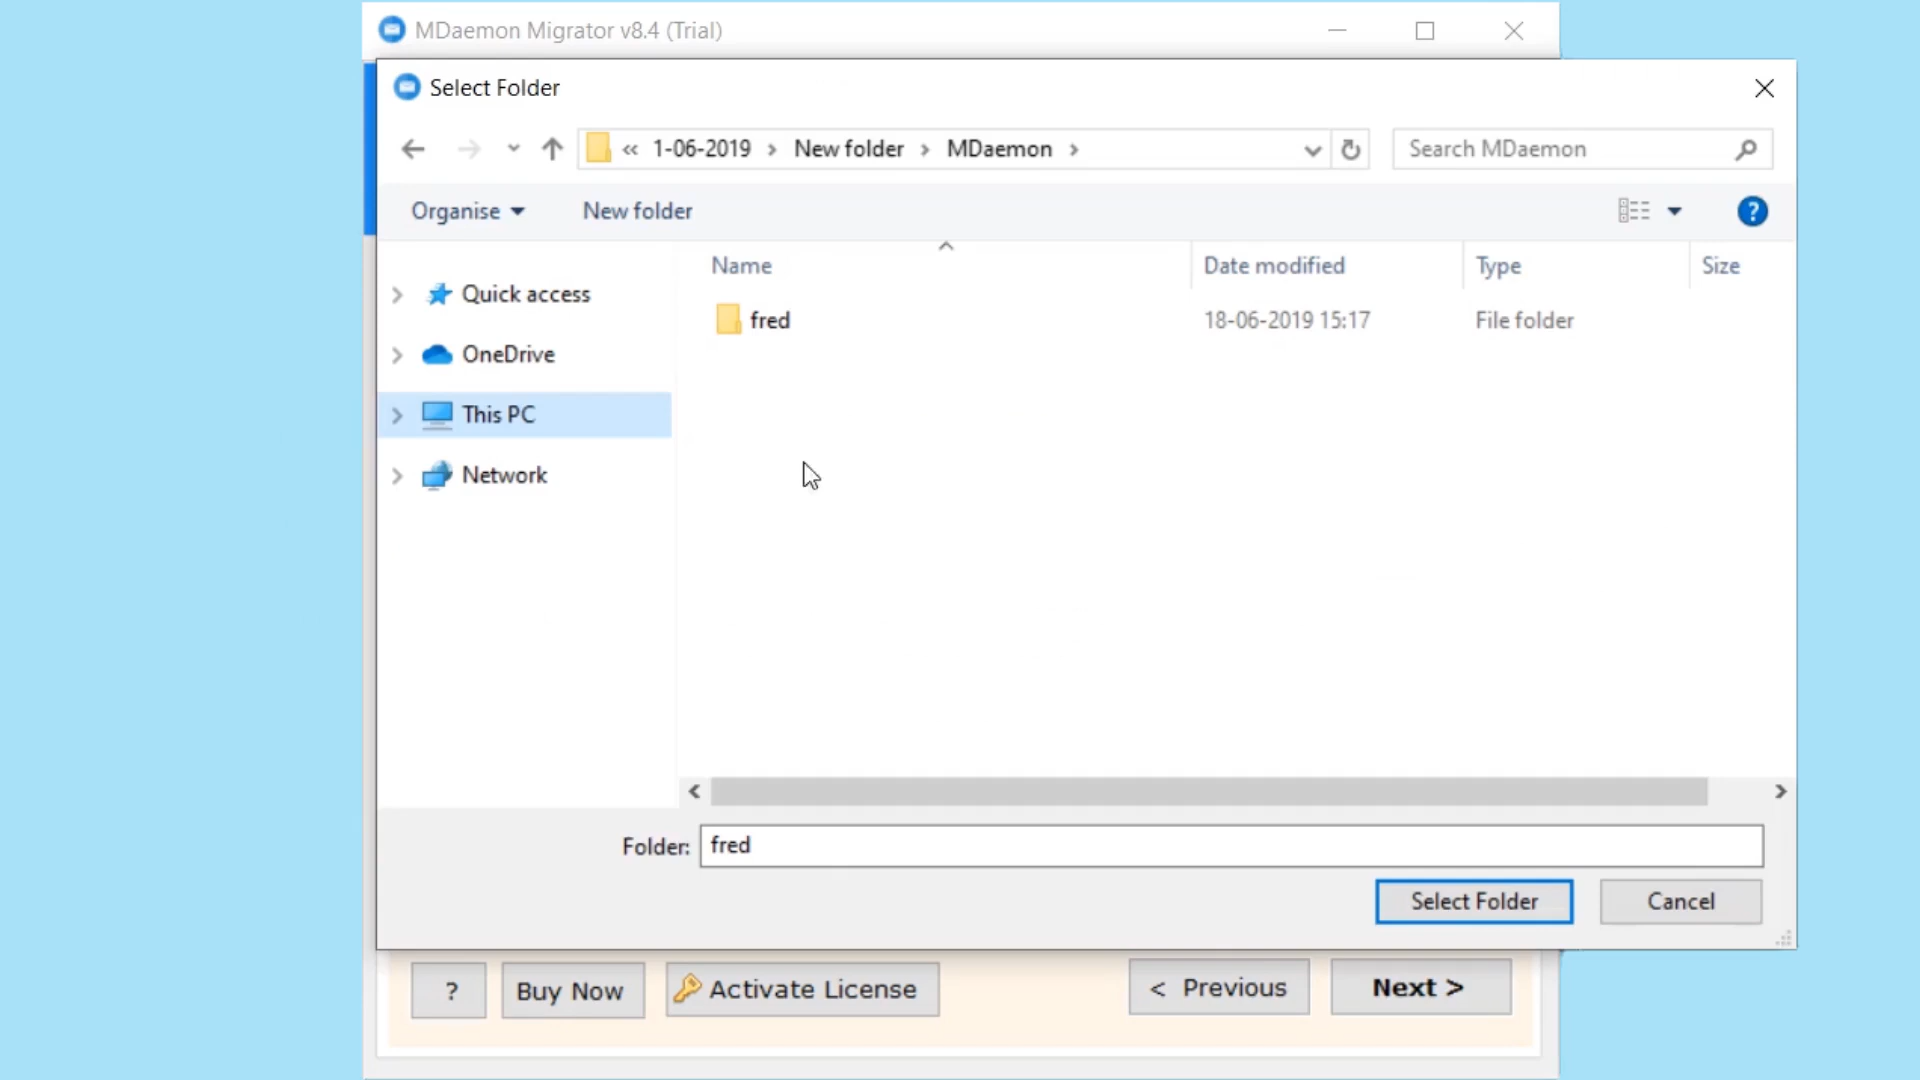 MDaemon Migrator v8.4 (Trial)
Select Folder
« 1-06-2019 > New folder > MDaemon >
Search MDaemon
Organise
New folder
?
Name
Date modified
Type
Size
Quick access
OneDrive
This PC
Network
fred
18-06-2019 15:17
File folder
Folder:
fred
Select Folder
Cancel
?
Buy Now
Activate License
< Previous
Next >